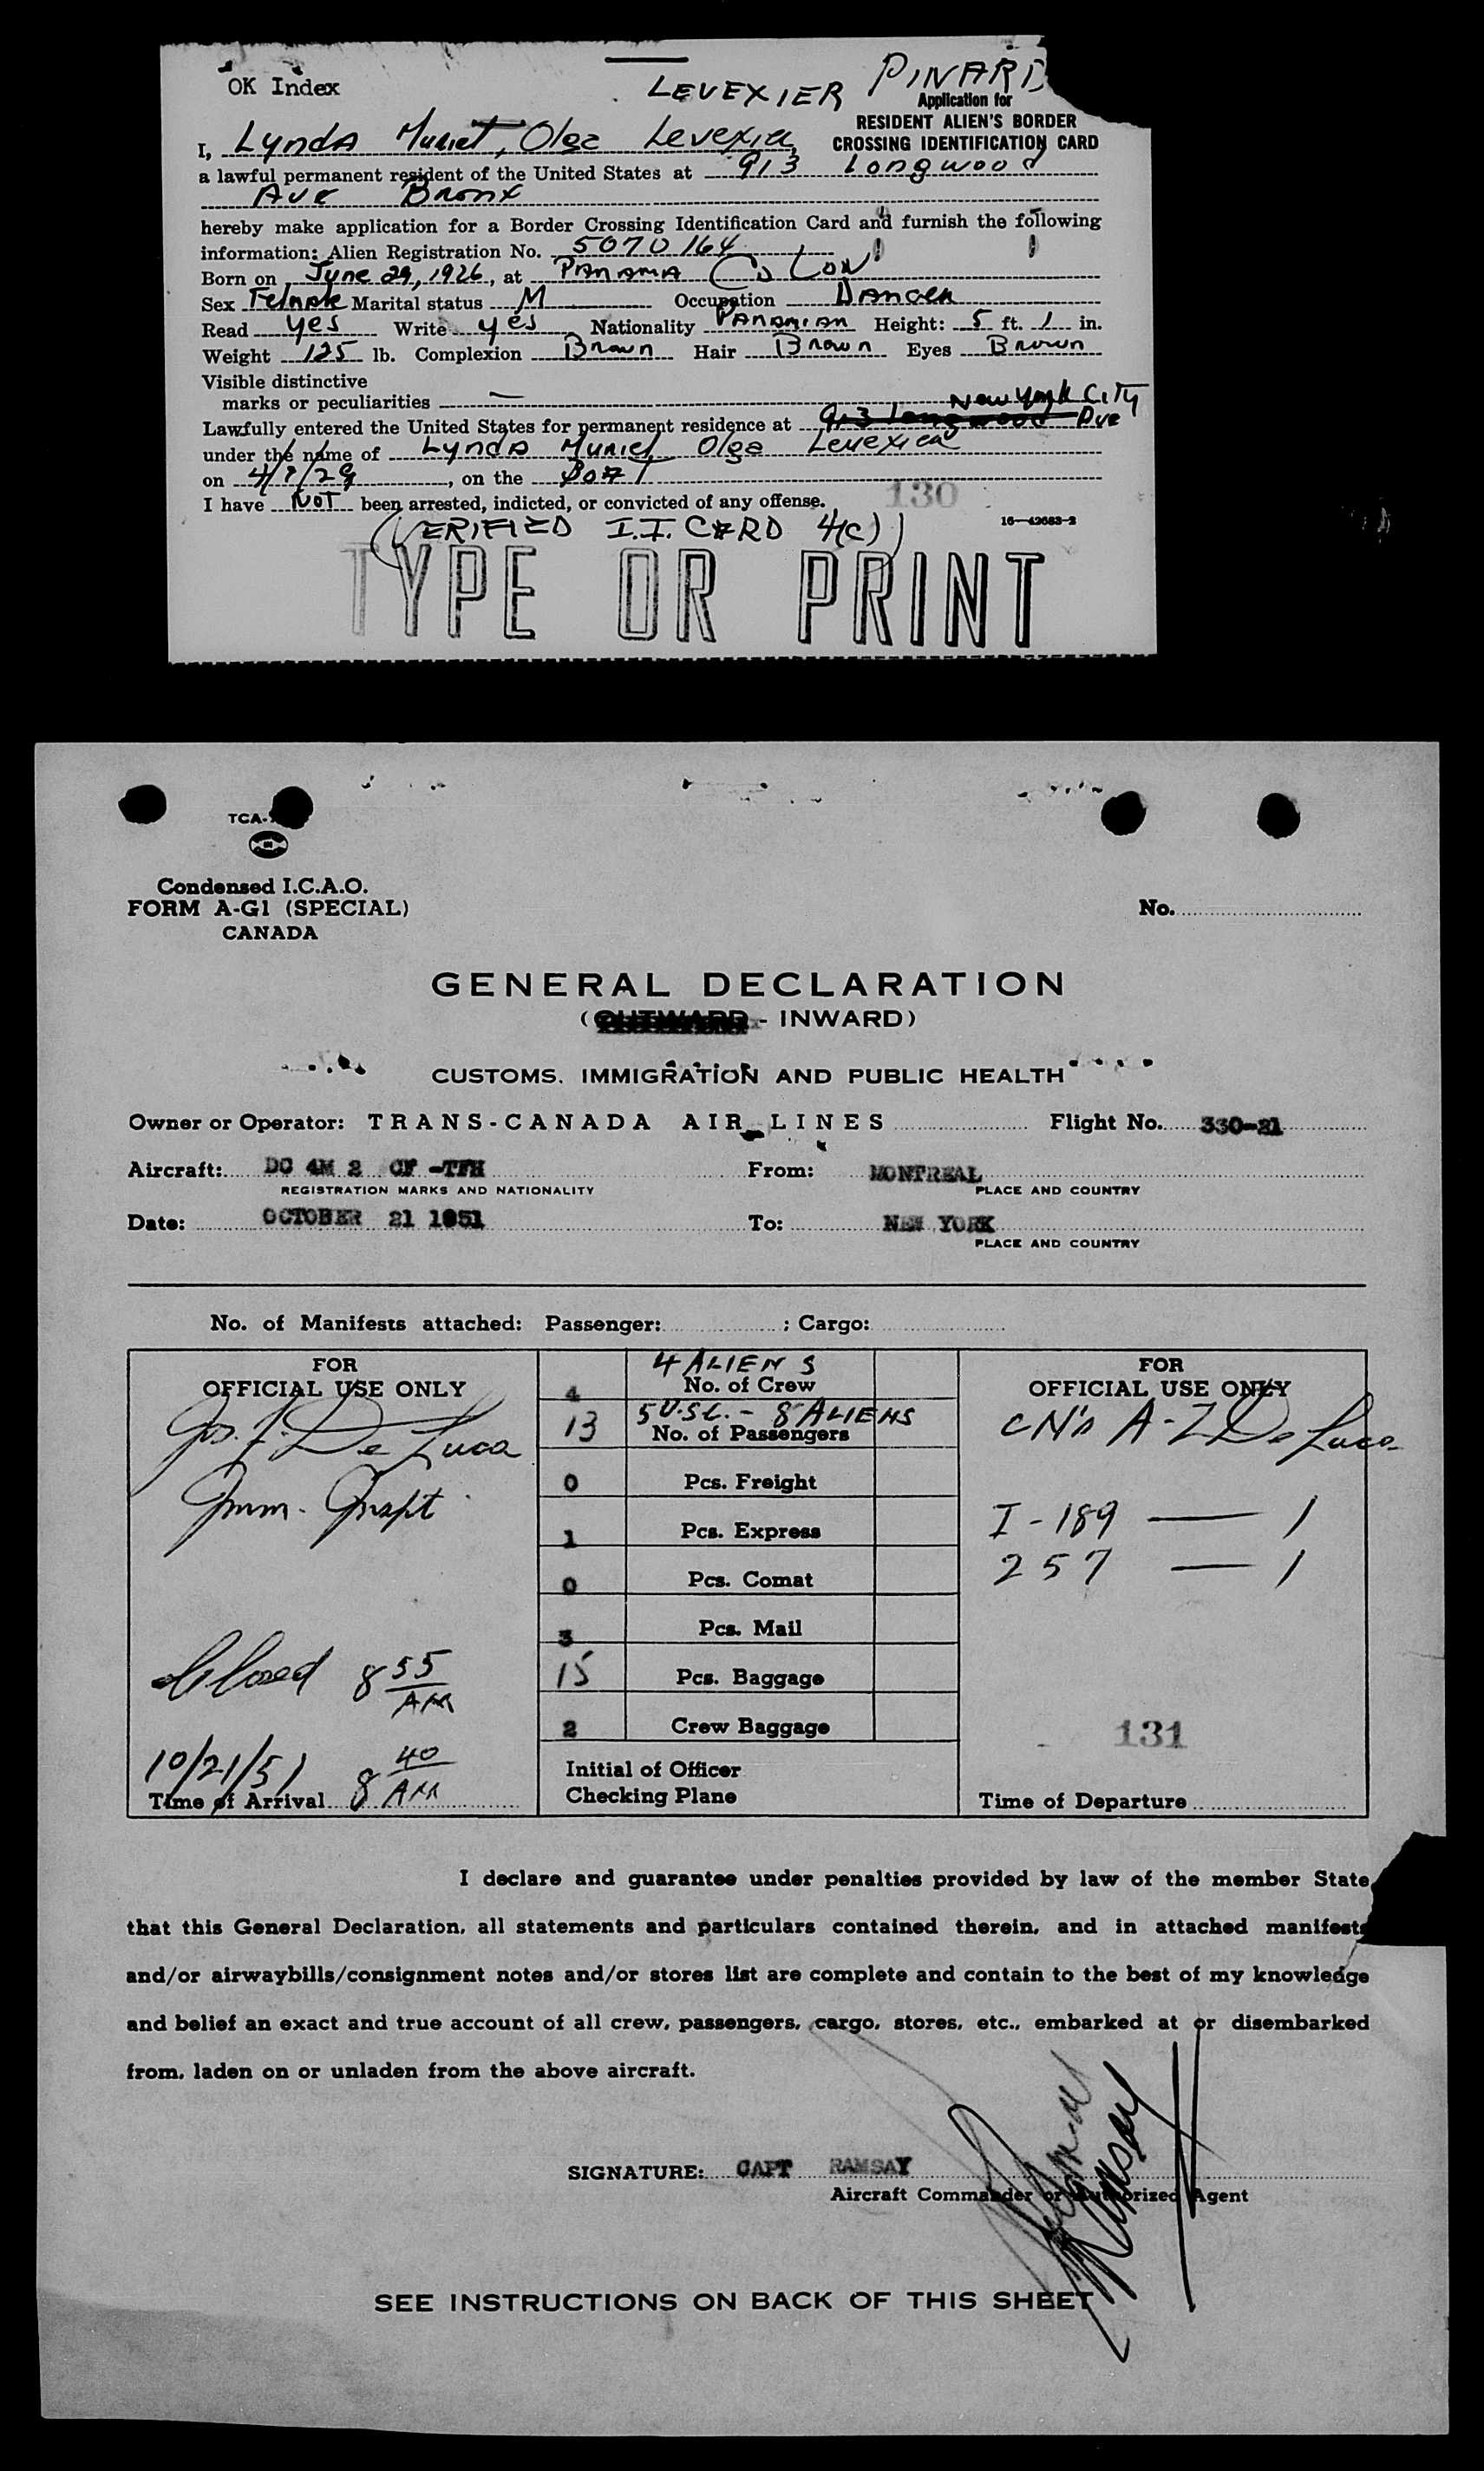 OK Index
LEVEXIER PINARD
Application for
RESIDENT ALIEN'S BORDER
CROSSING IDENTIFICATION CARD
I, Lynda Muriel, Olga Levexier
a lawful permanent resident of the United States at 913 Longwood
Ave Bronx
hereby make application for a Border Crossing Identification Card and furnish the following
information: Alien Registration No. 5070164
Born on June 29, 1926, at PANAMA COLON
Sex Female Marital status M Occupation DANCER
Read yes Write yes Nationality PANAMIAN Height: 5 ft. 1 in.
Weight 125 lb. Complexion Brown Hair Brown Eyes Brown
Visible distinctive
marks or peculiarities —
New York CITY
Lawfully entered the United States for permanent residence at 913 Longwood Ave
under the name of Lynda Muriel Olga Levexier
on 4/9/29, on the BOAT
I have NOT been arrested, indicted, or convicted of any offense.
130
(VERIFIED I.I. CARD 4(c))
16—42683-2
TYPE OR PRINT
TCA-
Condensed I.C.A.O.
FORM A-G1 (SPECIAL)
CANADA
No.
GENERAL DECLARATION
(OUTWARD - INWARD)
CUSTOMS, IMMIGRATION AND PUBLIC HEALTH
Owner or Operator: TRANS-CANADA AIR LINES Flight No. 330-21
Aircraft: DC 4M 2 CF -TFH From: MONTREAL
REGISTRATION MARKS AND NATIONALITY PLACE AND COUNTRY
Date: OCTOBER 21 1951 To: NEW YORK
PLACE AND COUNTRY
No. of Manifests attached: Passenger: ; Cargo:
FOR
OFFICIAL USE ONLY
Jos. J. De Luca
Imm. Inspt.
Closed 8 55 AM
10/21/51 8 40 AM
Time of Arrival
4 4 ALIENS
No. of Crew
13 5 U.S.C. - 8 ALIENS
No. of Passengers
0 Pcs. Freight
1 Pcs. Express
0 Pcs. Comat
3 Pcs. Mail
15 Pcs. Baggage
2 Crew Baggage
Initial of Officer
Checking Plane
FOR
OFFICIAL USE ONLY
A-Z De Luca
I-189 — 1
257 — 1
131
Time of Departure
I declare and guarantee under penalties provided by law of the member State
that this General Declaration, all statements and particulars contained therein, and in attached manifests
and/or airwaybills/consignment notes and/or stores list are complete and contain to the best of my knowledge
and belief an exact and true account of all crew, passengers, cargo, stores, etc., embarked at or disembarked
from, laden on or unladen from the above aircraft.
SIGNATURE: CAPT RAMSAY
Ramsay
Aircraft Commander or Authorized Agent
SEE INSTRUCTIONS ON BACK OF THIS SHEET